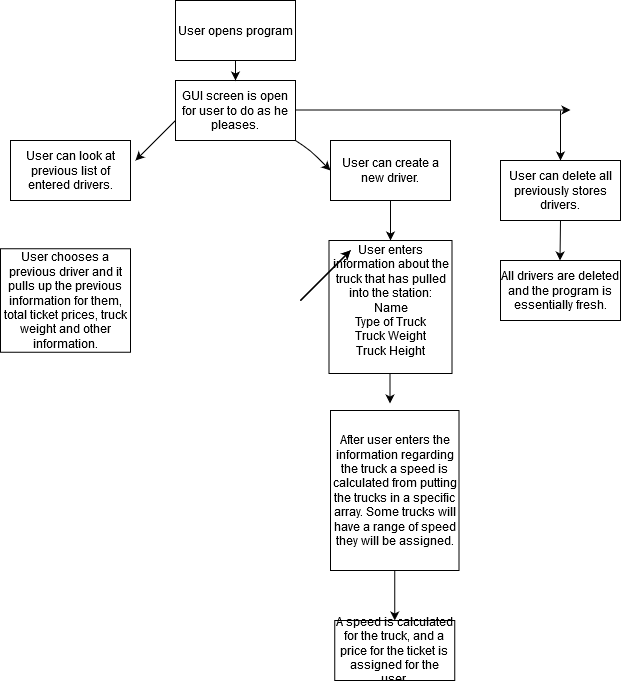 User opens program
GUI screen is open
for user to do as he
pleases.
User can look at
previous list of
entered drivers.
User can create a
new driver.
User can delete all
previously stores
drivers.
User chooses a
previous driver and it
pulls up the previous
information for them,
total ticket prices, truck
weight and other
information.
User enters
information about the
truck that has pulled
into the station:
Name
Type of Truck
Truck Weight
Truck Height
All drivers are deleted
and the program is
essentially fresh.
After user enters the
information regarding
the truck a speed is
calculated from putting
the trucks in a specific
array. Some trucks will
have a range of speed
they will be assigned.
A speed is calculated
for the truck, and a
price for the ticket is
assigned for the
user